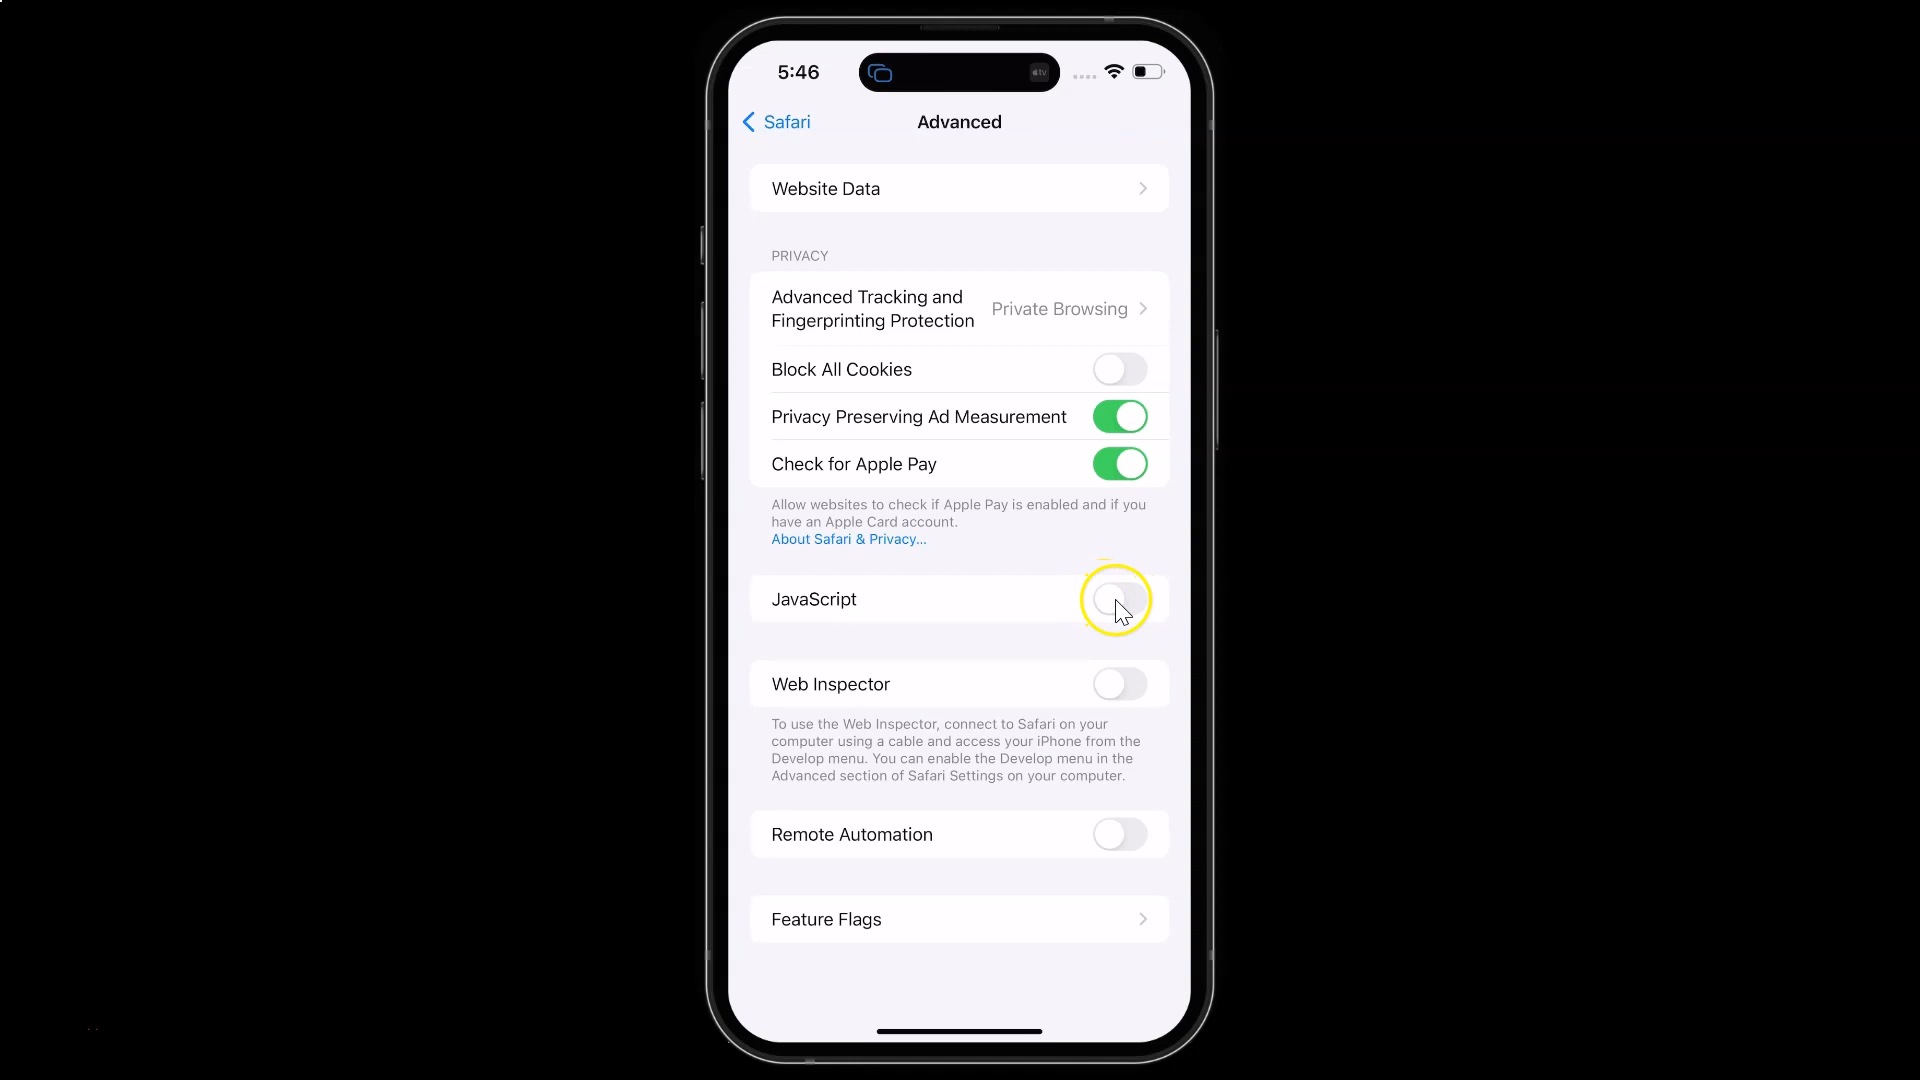 5:46
tv
Safari
Advanced
Website Data
PRIVACY
Advanced Tracking and
Fingerprinting Protection
Private Browsing
Block All Cookies
Privacy Preserving Ad Measurement
Check for Apple Pay
Allow websites to check if Apple Pay is enabled and if you
have an Apple Card account.
About Safari & Privacy...
JavaScript
Web Inspector
To use the Web Inspector, connect to Safari on your
computer using a cable and access your iPhone from the
Develop menu. You can enable the Develop menu in the
Advanced section of Safari Settings on your computer.
Remote Automation
Feature Flags